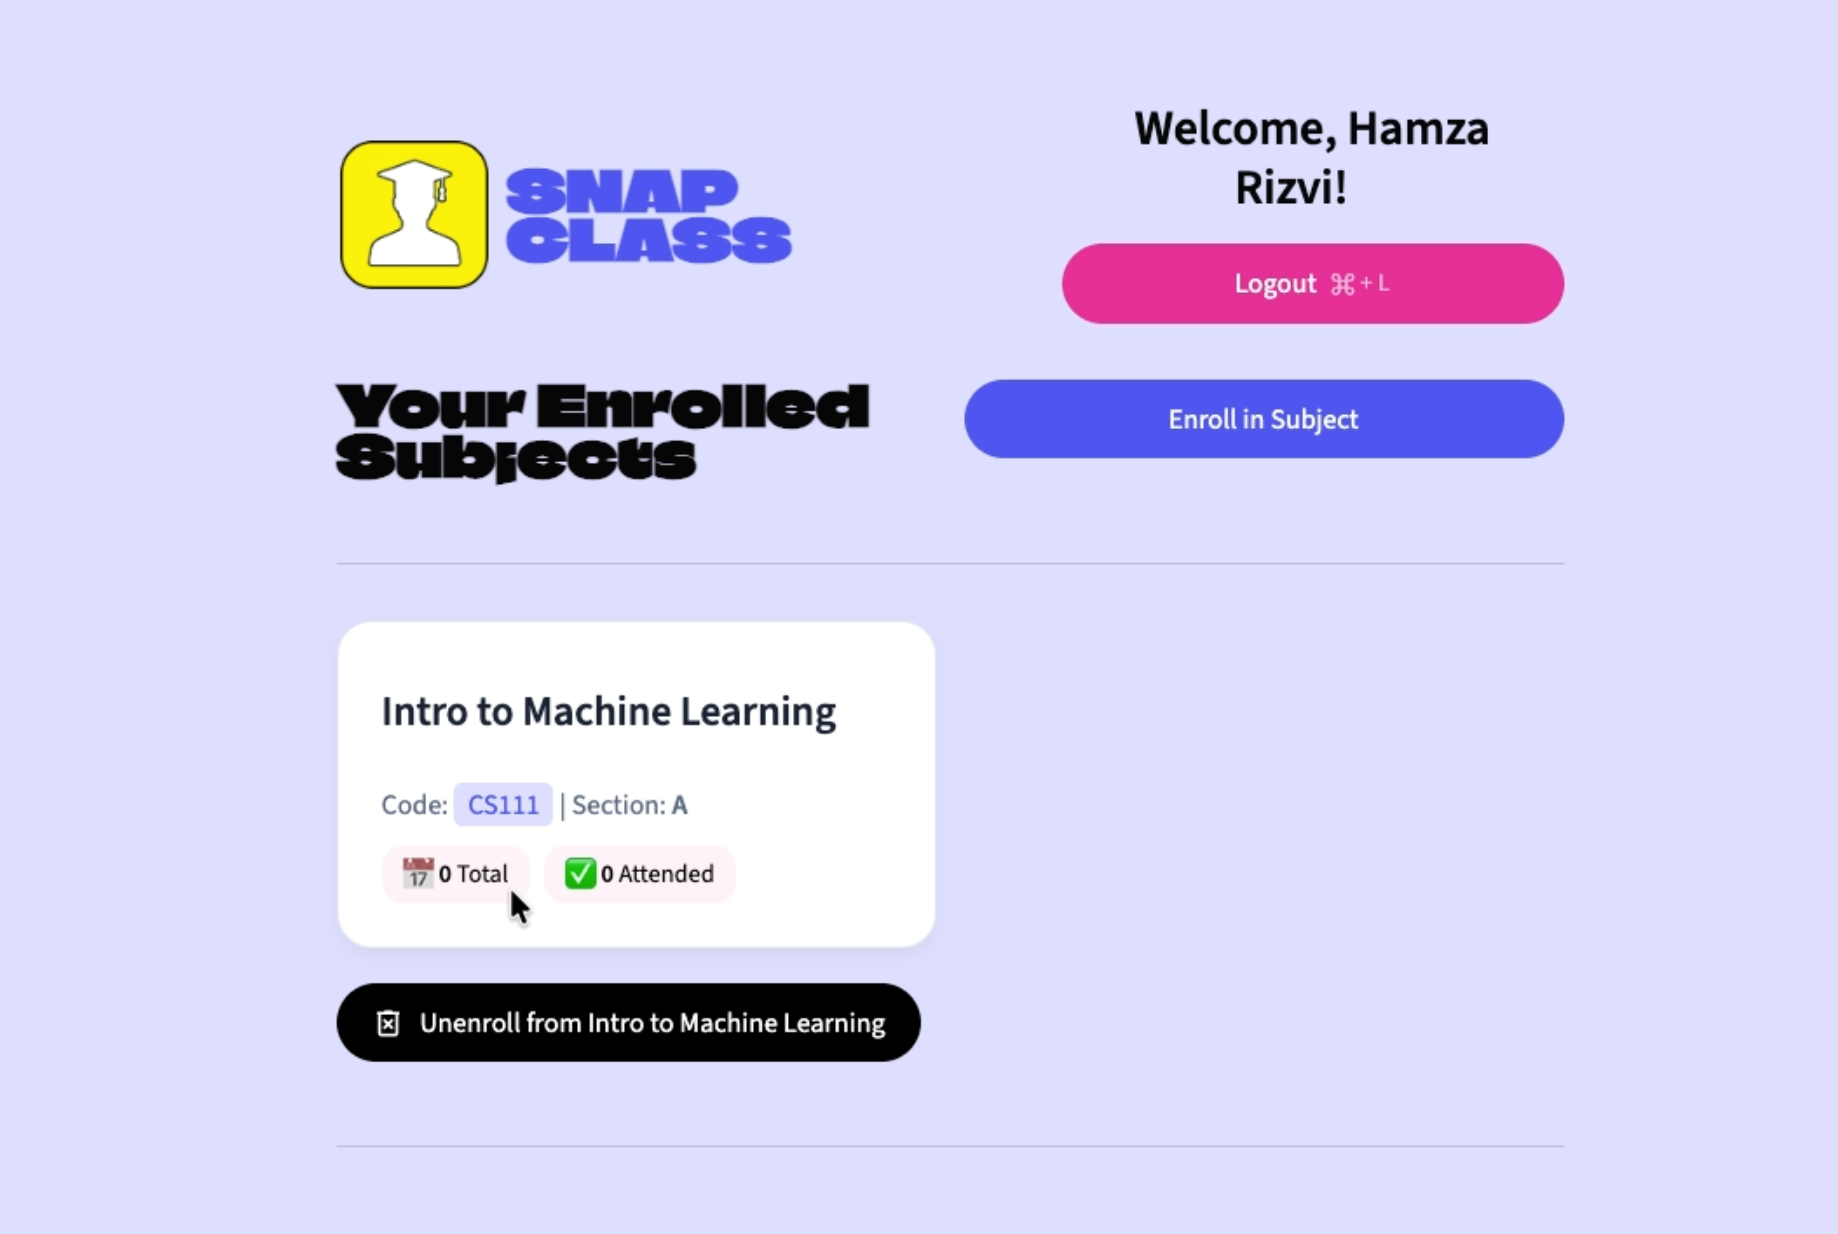 SNAP
CLASS
Welcome, Hamza
Rizvi!
Logout ⌘ + L
Your Enrolled
Subjects
Enroll in Subject
Intro to Machine Learning
Code: CS111 | Section: A
17 0 Total ✅ 0 Attended
Unenroll from Intro to Machine Learning